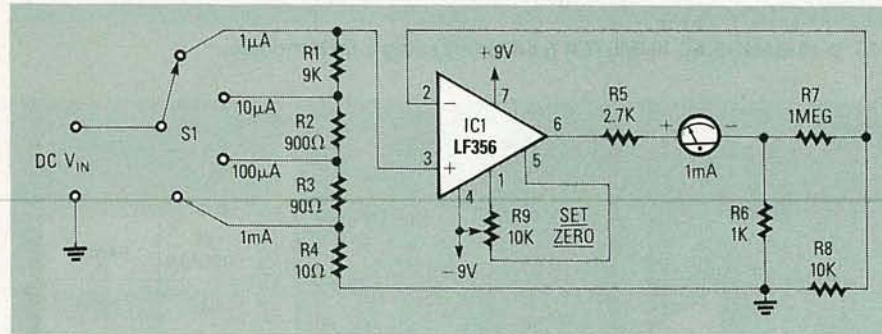 1μA
R1
9K
+9V
10μA
2
7
R5
2.7K
R7
1MEG
R2
900Ω
6
+
-
IC1
LF356
DC VIN
S1
3
+
-
5
1mA
100μA
1
R3
90Ω
4
R6
1K
R9
10K
SET
ZERO
1mA
R4
10Ω
R8
10K
-9V